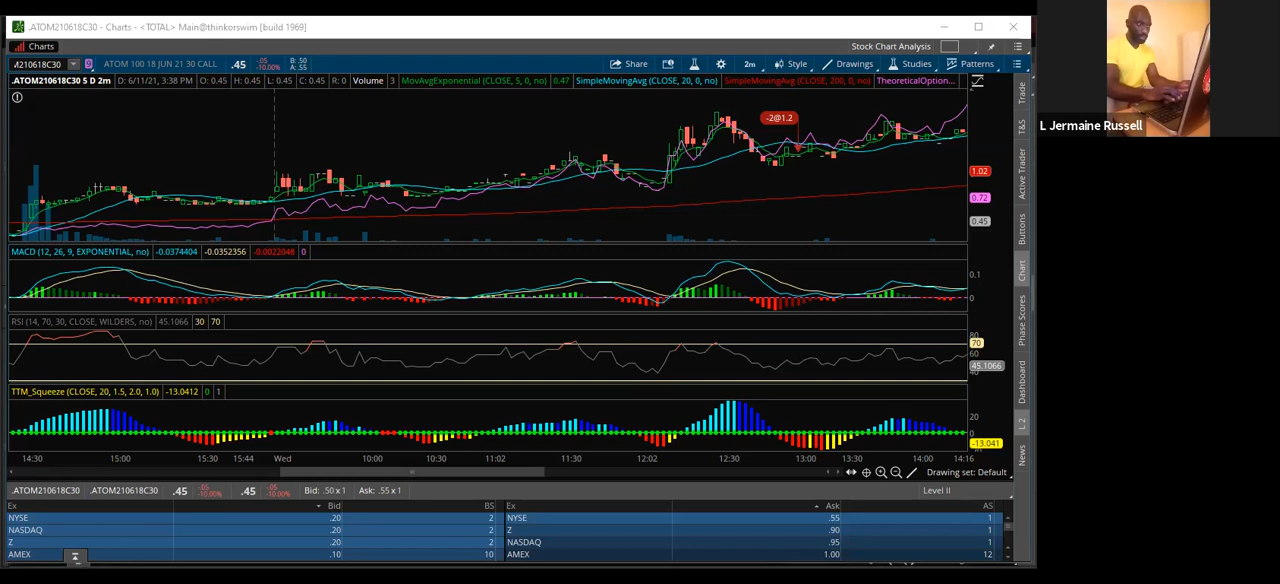 .ATOM210618C30 - Charts - <TOTAL> Main@thinkorswim [build 1969]
Charts
Stock Chart Analysis
ATOM 100 18 JUN 21 30 CALL .45 -.05 -10.00% B: .50 A: .55 Share 2m Style Drawings Studies Patterns
.ATOM210618C30 5 D 2m D: 6/11/21, 3:38 PM O: 0.45 H: 0.45 L: 0.45 C: 0.45 R: 0 Volume 3 MovAvgExponential (CLOSE, 5, 0, no) 0.47 SimpleMovingAvg (CLOSE, 20, 0, no) SimpleMovingAvg (CLOSE, 200, 0, no) TheoreticalOption...
-2@1.2
1.02
0.72
0.45
MACD (12, 26, 9, EXPONENTIAL, no) -0.0374404 -0.0352356 -0.0022048 0
0.1
0
RSI (14, 70, 30, CLOSE, WILDERS, no) 45.1066 30 70
80
70
60
45.1066
TTM_Squeeze (CLOSE, 20, 1.5, 2.0, 1.0) -13.0412 0 1
20
0
-13.041
14:30 15:00 15:30 15:44 Wed 10:00 10:30 11:02 11:30 12:02 12:30 13:00 13:30 14:00 14:16
Drawing set: Default
.ATOM210618C30 .ATOM210618C30 .45 -.05 -10.00% .45 -.05 -10.00% Bid: .50 x 1 Ask: .55 x 1 Level II
Ex Bid BS Ex Ask AS
NYSE .20 2 NYSE .55 1
NASDAQ .20 2 Z .90 1
Z .20 2 NASDAQ .95 1
AMEX .10 10 AMEX 1.00 12
Trade
T&S
Active Trader
Buttons
Chart
Phase Scores
Dashboard
L 2
News
L Jermaine Russell